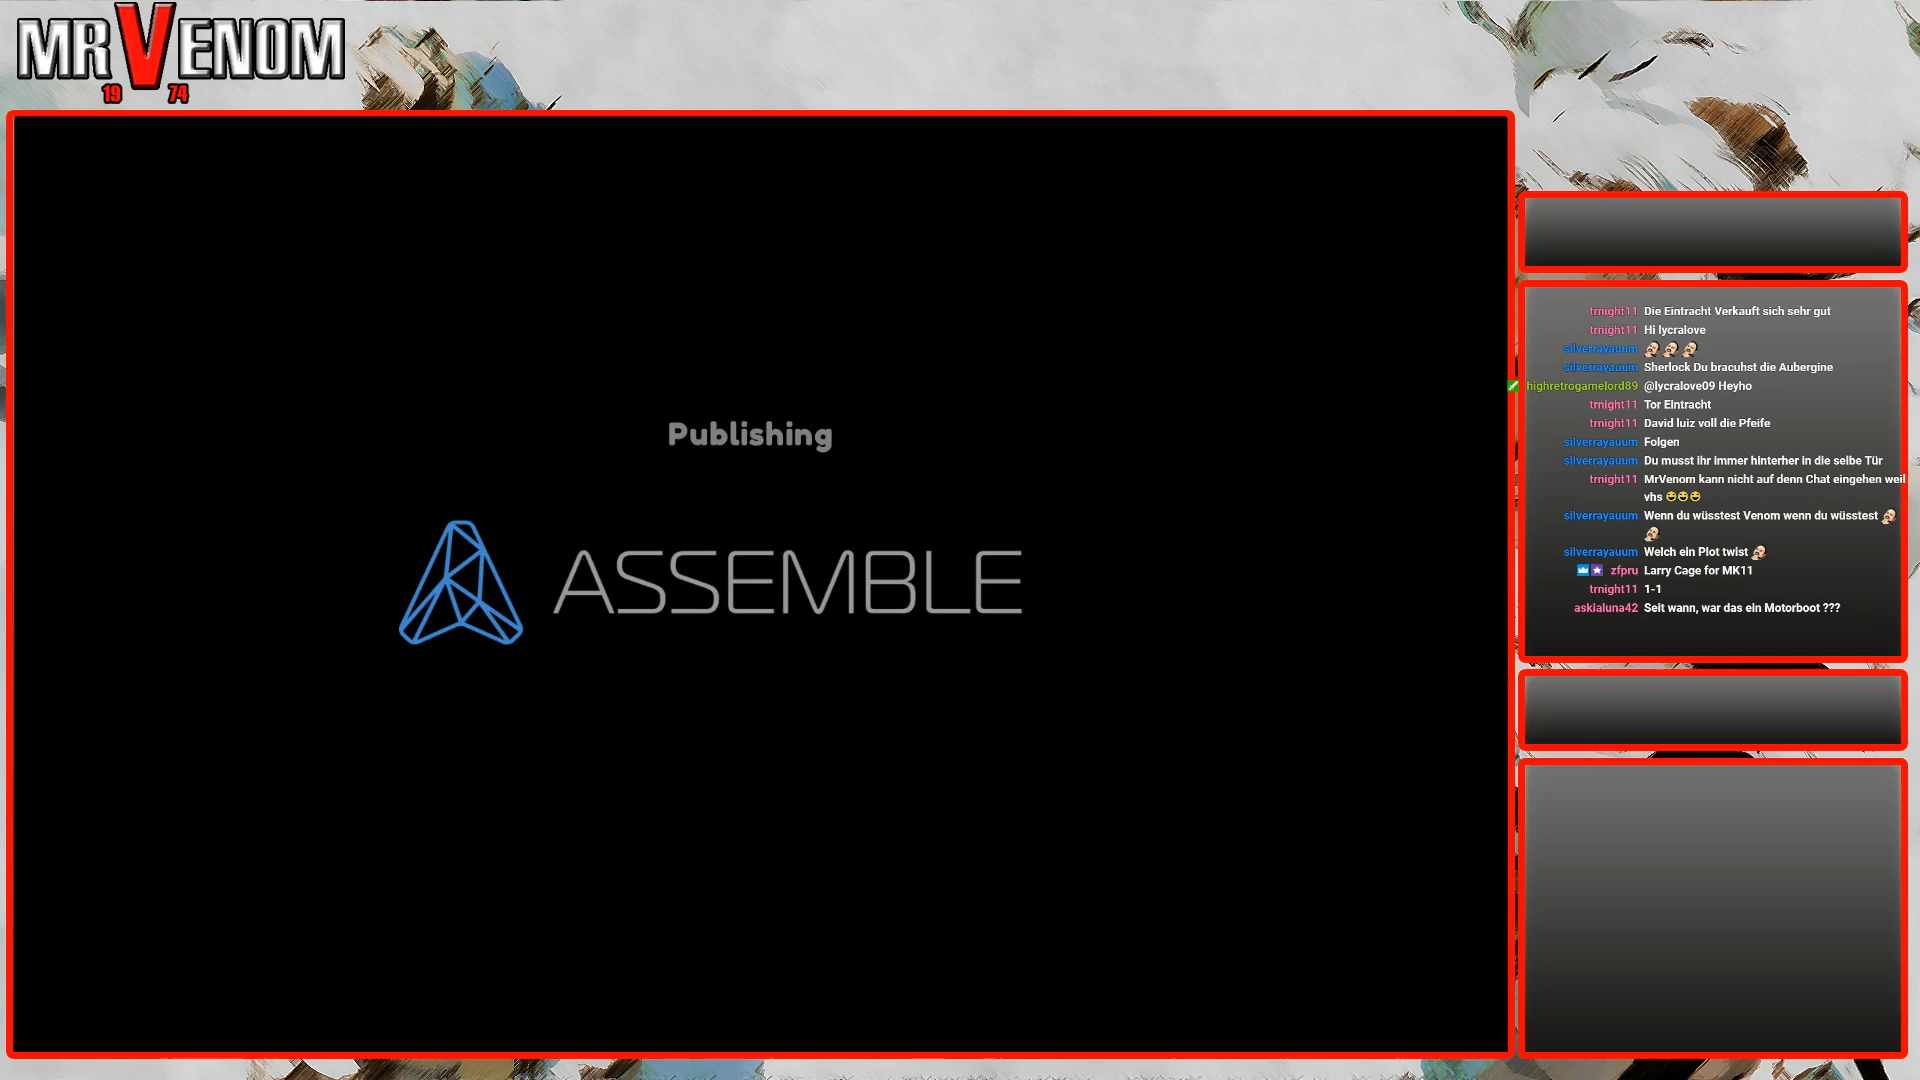 MRVENOM
19 74
Publishing
ASSEMBLE
trnight11 Die Eintracht Verkauft sich sehr gut
trnight11 Hi lycralove
silverrayauum
silverrayauum Sherlock Du bracuhst die Aubergine
highretrogamelord89 @lycralove09 Heyho
trnight11 Tor Eintracht
trnight11 David luiz voll die Pfeife
silverrayauum Folgen
silverrayauum Du musst ihr immer hinterher in die selbe Tür
trnight11 MrVenom kann nicht auf denn Chat eingehen weil
vhs 😂😂😂
silverrayauum Wenn du wüsstest Venom wenn du wüsstest
silverrayauum Welch ein Plot twist
zfpru Larry Cage for MK11
trnight11 1-1
askialuna42 Seit wann, war das ein Motorboot ???